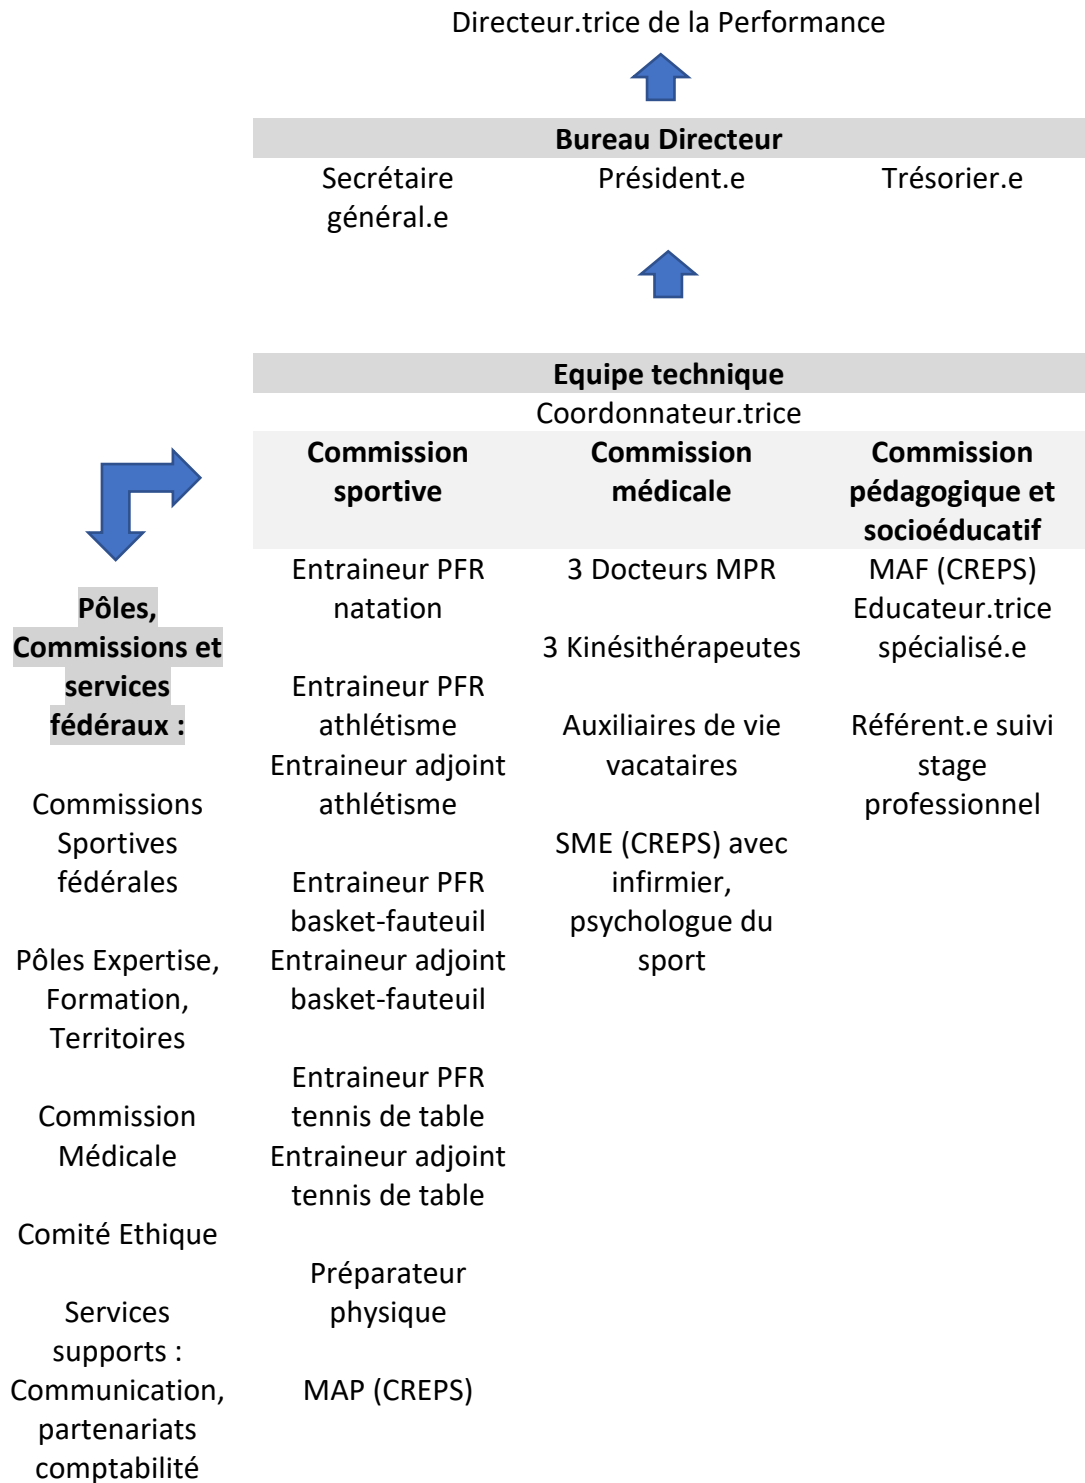 Directeur.trice de la Performance
Bureau Directeur
Secrétaire
général.e
Président.e
Trésorier.e
Equipe technique
Coordonnateur.trice
Commission
sportive
Commission
médicale
Commission
pédagogique et
socioéducatif
Entraineur PFR
natation
Entraineur PFR
athlétisme
Entraineur adjoint
athlétisme
Entraineur PFR
basket-fauteuil
Entraineur adjoint
basket-fauteuil
Entraineur PFR
tennis de table
Entraineur adjoint
tennis de table
Préparateur
physique
MAP (CREPS)
3 Docteurs MPR
3 Kinésithérapeutes
Auxiliaires de vie
vacataires
SME (CREPS) avec
infirmier,
psychologue du
sport
MAF (CREPS)
Educateur.trice
spécialisé.e
Référent.e suivi
stage
professionnel
Pôles,
Commissions et
services
fédéraux :
Commissions
Sportives
fédérales
Pôles Expertise,
Formation,
Territoires
Commission
Médicale
Comité Ethique
Services
supports :
Communication,
partenariats
comptabilité